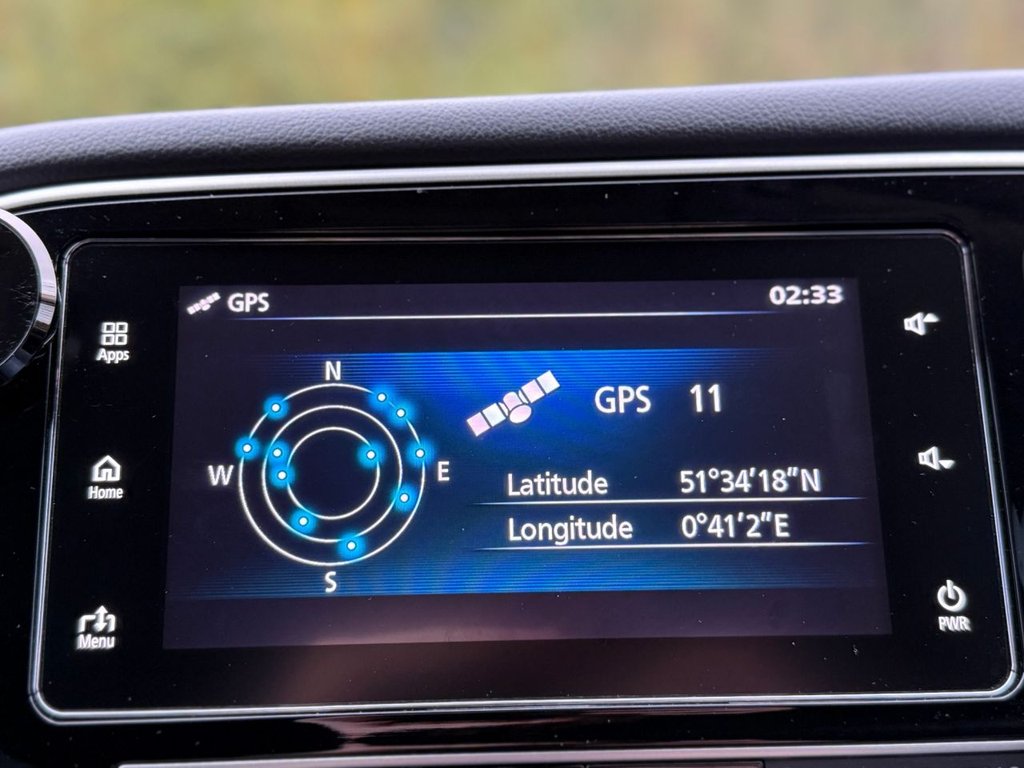 GPS 02:33
Apps
N
GPS 11
W E
Home
Latitude 51°34'18"N
Longitude 0°41'2"E
S
Menu
PWR